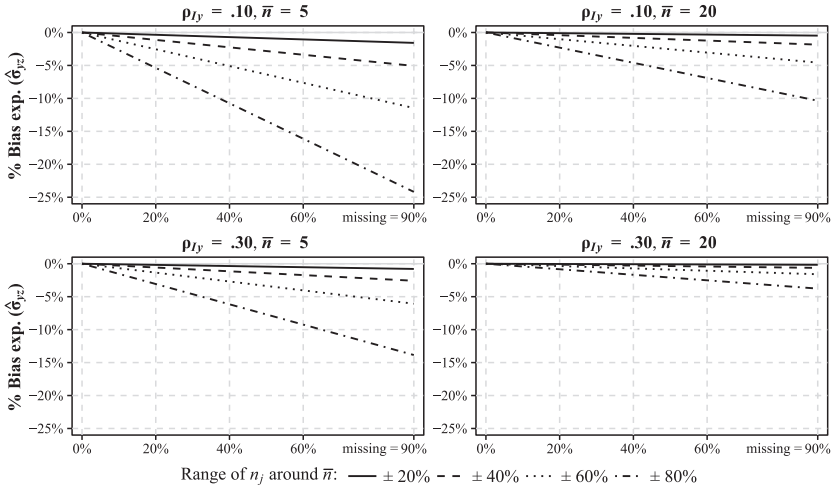 ρIy = .10, n̅ = 5
ρIy = .10, n̅ = 20
% Bias exp. (σ̂yz)
0%
−5%
−10%
−15%
−20%
−25%
0%
−5%
−10%
−15%
−20%
−25%
0% 20% 40% 60% missing = 90%
0% 20% 40% 60% missing = 90%
ρIy = .30, n̅ = 5
ρIy = .30, n̅ = 20
% Bias exp. (σ̂yz)
0%
−5%
−10%
−15%
−20%
−25%
0%
−5%
−10%
−15%
−20%
−25%
0% 20% 40% 60% missing = 90%
0% 20% 40% 60% missing = 90%
Range of nj around n̅: ± 20% ± 40% ± 60% ± 80%